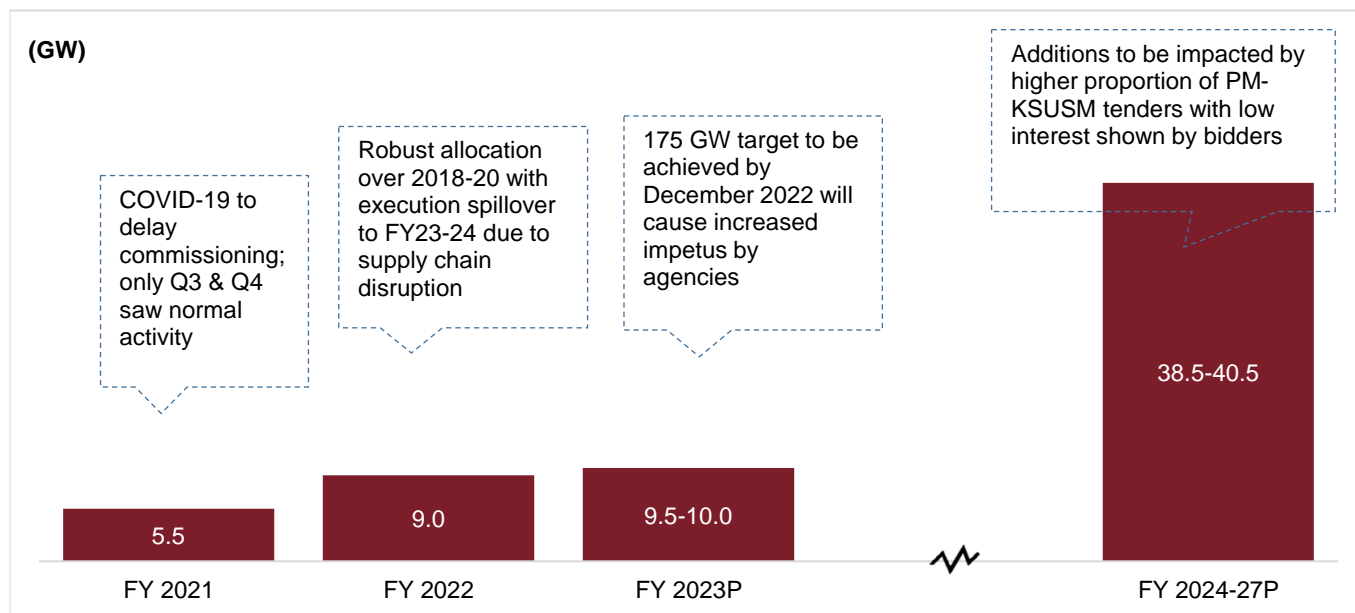 (GW)
COVID-19 to
delay
commissioning;
only Q3 & Q4
saw normal
activity
Robust allocation
over 2018-20 with
execution spillover
to FY23-24 due to
supply chain
disruption
175 GW target to be
achieved by
December 2022 will
cause increased
impetus by
agencies
Additions to be impacted by
higher proportion of PM-
KSUSM tenders with low
interest shown by bidders
5.5
9.0
9.5-10.0
38.5-40.5
FY 2021
FY 2022
FY 2023P
FY 2024-27P